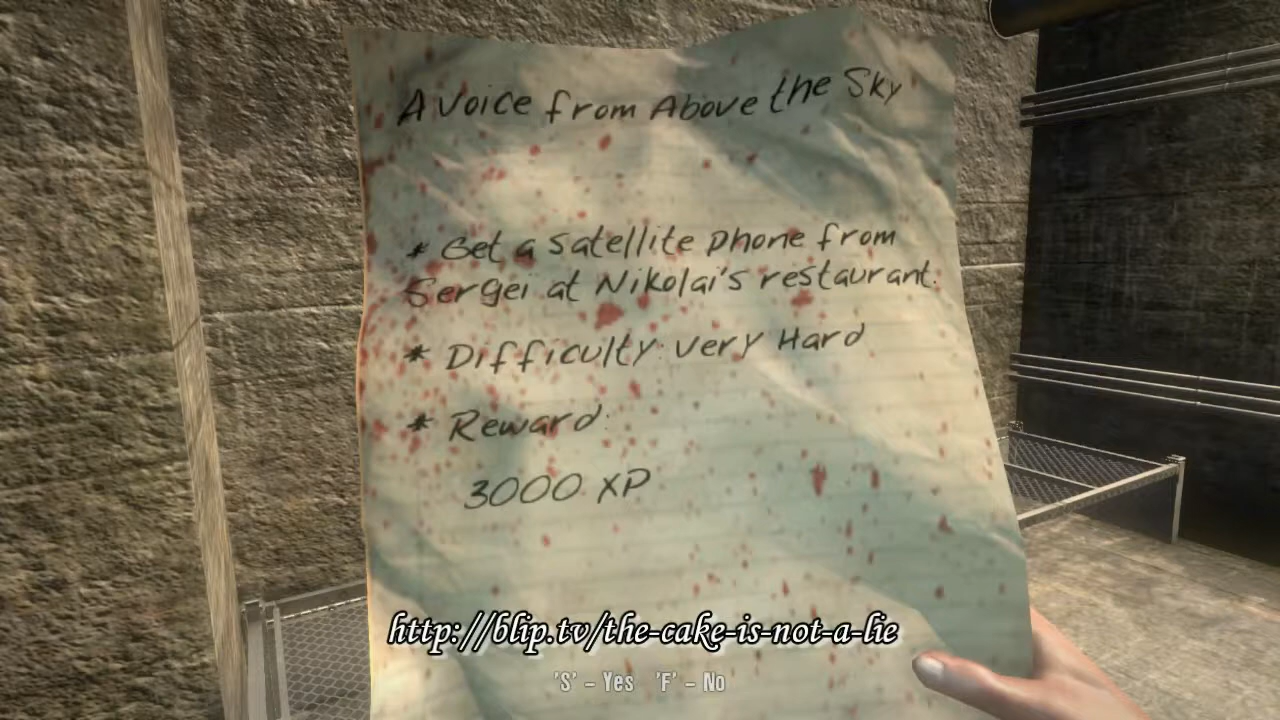 A Voice from Above the Sky
* Get a satellite phone from
Sergei at Nikolai's restaurant.
* Difficulty: Very Hard
* Reward:
3000 XP
http://blip.tv/the-cake-is-not-a-lie
'S' - Yes 'F' - No